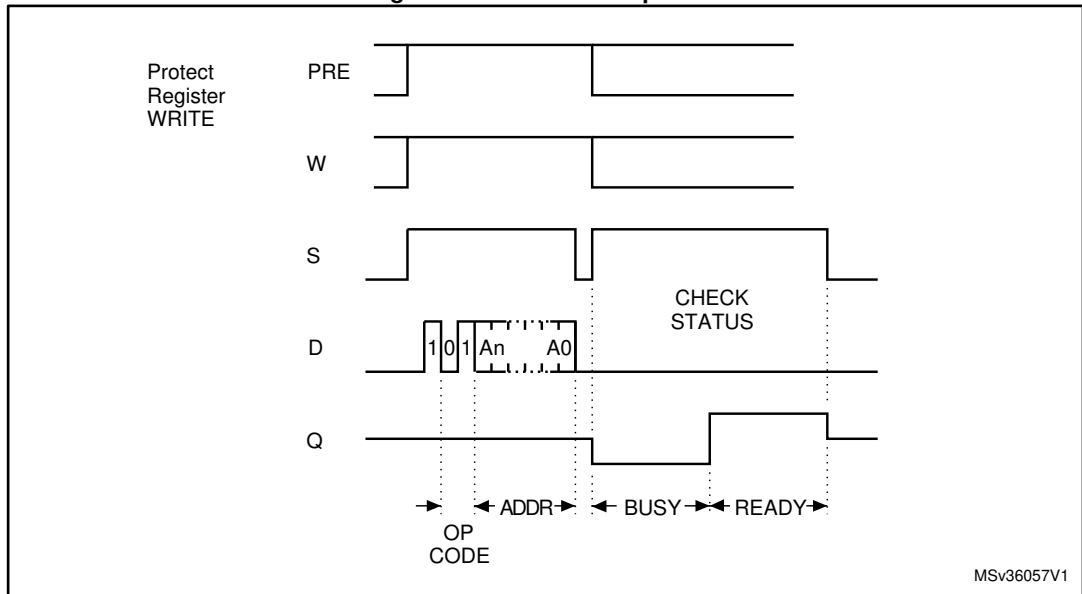 Protect
Register
WRITE
PRE
W
S
CHECK
STATUS
D
1 0 1 An A0
Q
ADDR BUSY READY
OP
CODE
MSv36057V1